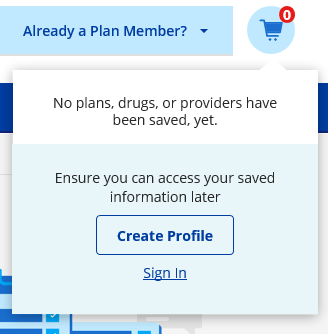 Already a Plan Member?
0
No plans, drugs, or providers have
been saved, yet.
Ensure you can access your saved
information later
Create Profile
Sign In